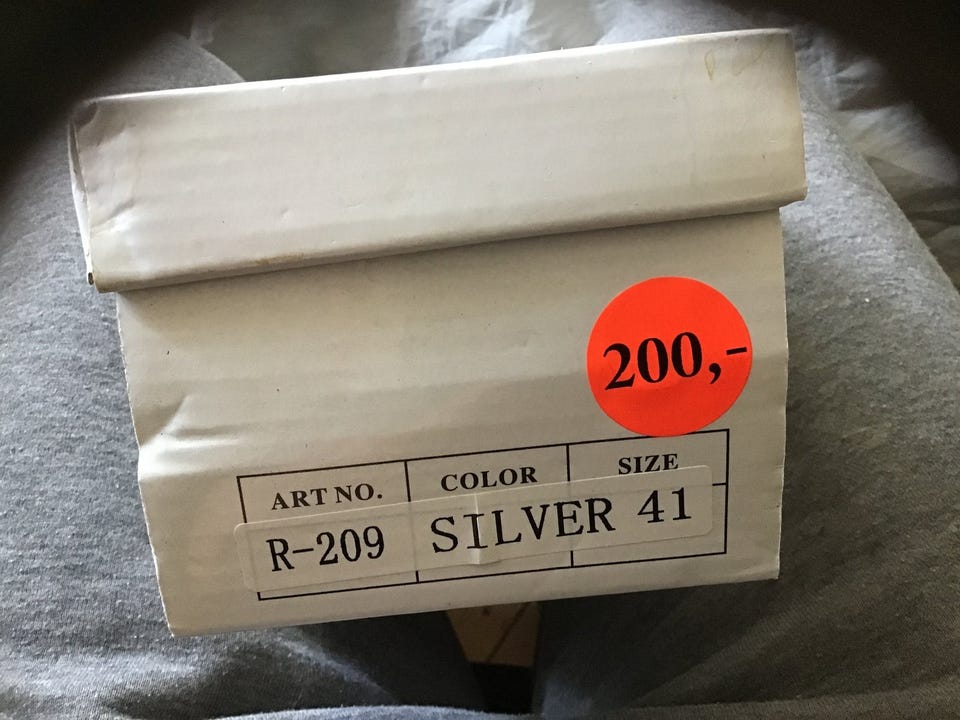 200,-
ART NO. COLOR SIZE
R-209 SILVER 41